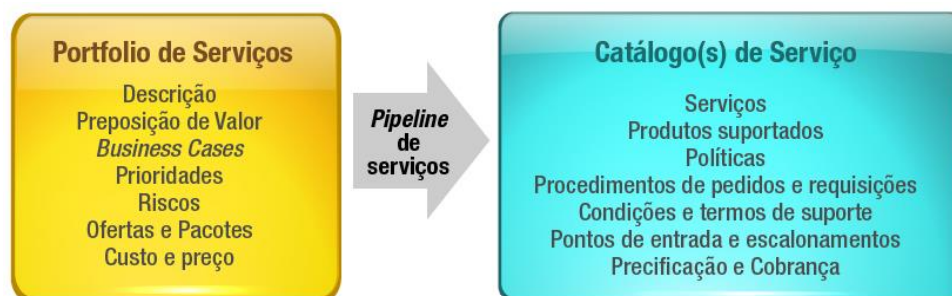 Portfolio de Serviços
Descrição
Preposição de Valor
Business Cases
Prioridades
Riscos
Ofertas e Pacotes
Custo e preço
Pipeline
de
serviços
Catálogo(s) de Serviço
Serviços
Produtos suportados
Políticas
Procedimentos de pedidos e requisições
Condições e termos de suporte
Pontos de entrada e escalonamentos
Precificação e Cobrança